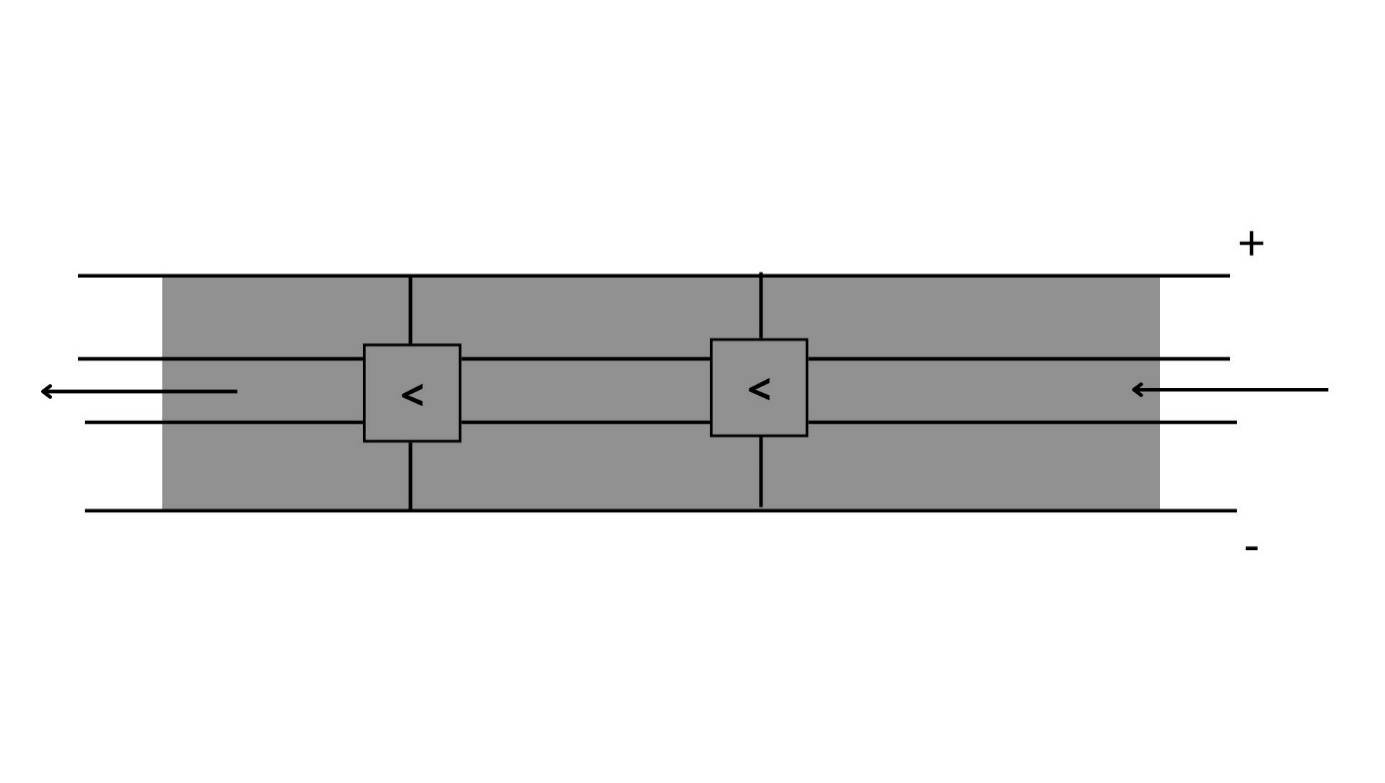 +
< <
-